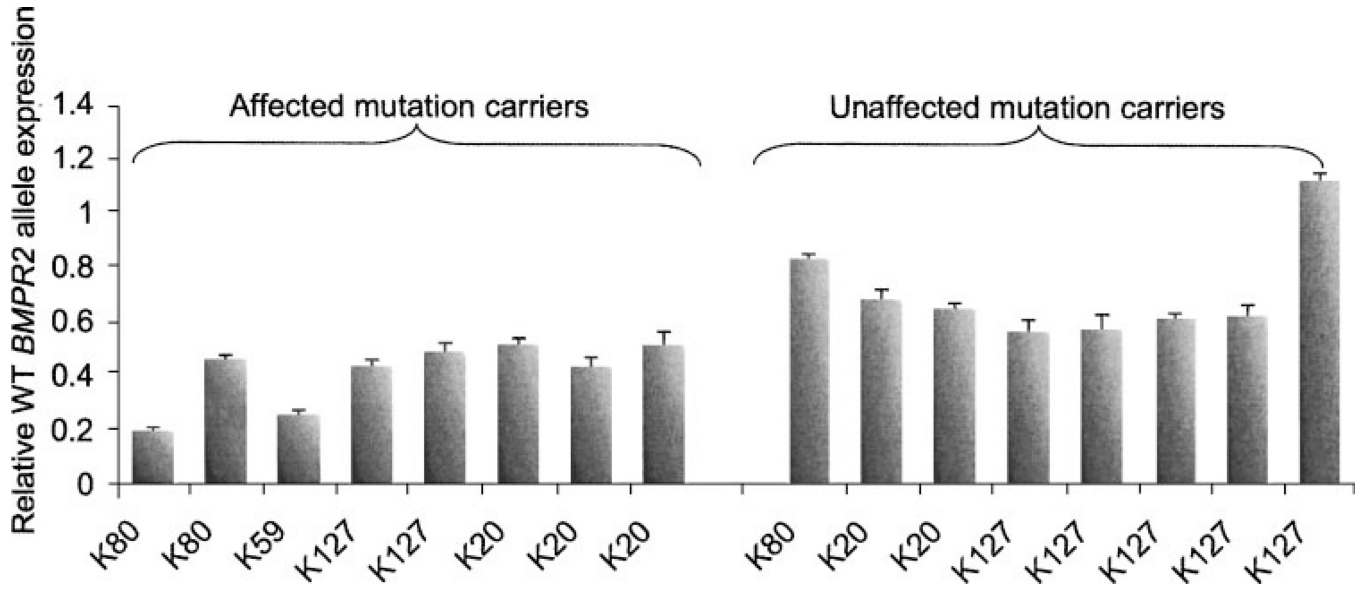 Relative WT BMPR2 allele expression
Affected mutation carriers
Unaffected mutation carriers
1.4
1.2
1
0.8
0.6
0.4
0.2
0
K80
K80
K59
K127
K127
K20
K20
K20
K80
K20
K20
K127
K127
K127
K127
K127